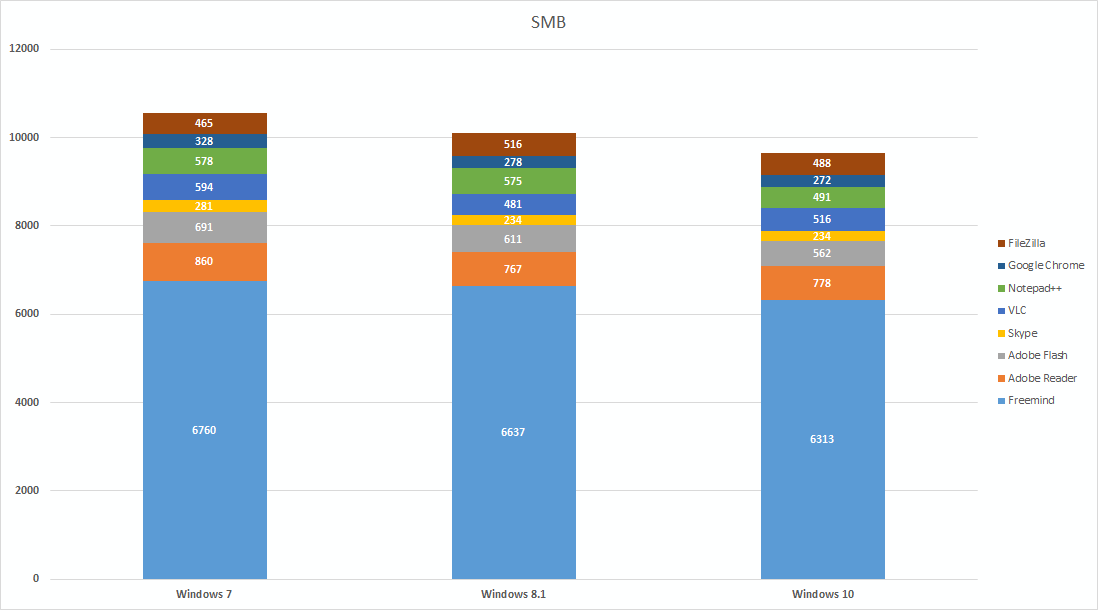 SMB
12000
10000
8000
6000
4000
2000
0
465
328
578
594
281
691
860
6760
516
278
575
481
234
611
767
6637
488
272
491
516
234
562
778
6313
Windows 7
Windows 8.1
Windows 10
FileZilla
Google Chrome
Notepad++
VLC
Skype
Adobe Flash
Adobe Reader
Freemind